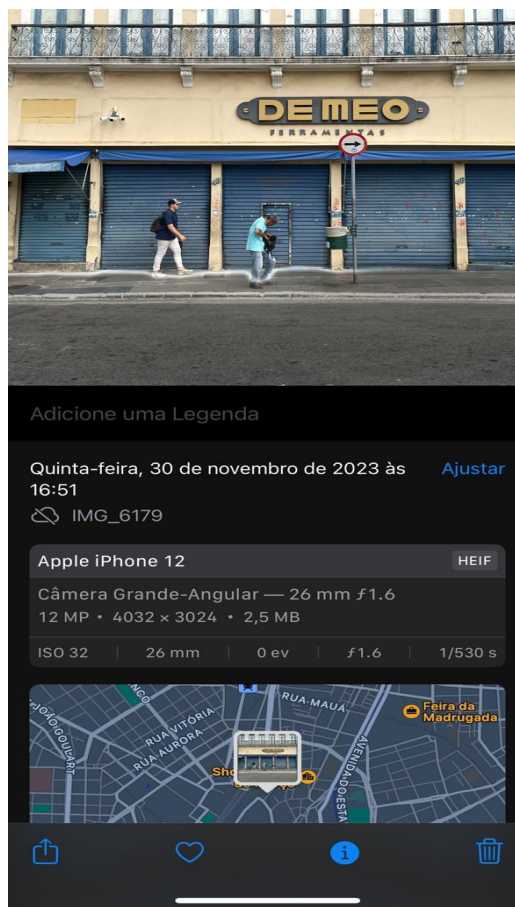 DE MEO
FERRAMENTAS
Adicione uma Legenda
Quinta-feira, 30 de novembro de 2023 às
16:51
Ajustar
IMG_6179
Apple iPhone 12
HEIF
Câmera Grande-Angular — 26 mm ƒ1.6
12 MP • 4032 × 3024 • 2,5 MB
ISO 32
26 mm
0 ev
ƒ1.6
1/530 s
RUA MAUÁ
Feira da
Madrugada
JOÃO GOULART
RUA VITÓRIA
RUA AURORA
AVENIDA DO ESTA